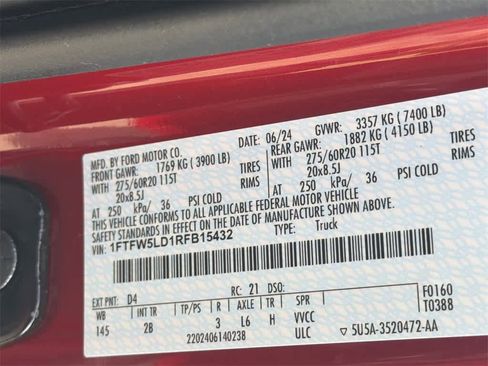 MFD. BY FORD MOTOR CO.
06/24 GVWR: 3357 KG ( 7400 LB)
FRONT GAWR: 1769 KG ( 3900 LB)
REAR GAWR: 1882 KG ( 4150 LB)
WITH 275/60R20 115T TIRES
WITH 275/60R20 115T TIRES
20x8.5J RIMS
20x8.5J RIMS
AT 250 kPa/ 36 PSI COLD
AT 250 kPa/ 36 PSI COLD
THIS VEHICLE CONFORMS TO ALL APPLICABLE FEDERAL MOTOR VEHICLE
SAFETY STANDARDS IN EFFECT ON THE DATE OF MANUFACTURE SHOWN ABOVE.
VIN: 1FTFW5LD1RFB15432 TYPE: Truck
EXT PNT: D4 RC: 21 DSO:
WB INT TR TP/PS R AXLE TR SPR F0160
145 2B 3 L6 H VVCC T0388
2202406140238 ULC ▽ 5U5A-3520472-AA